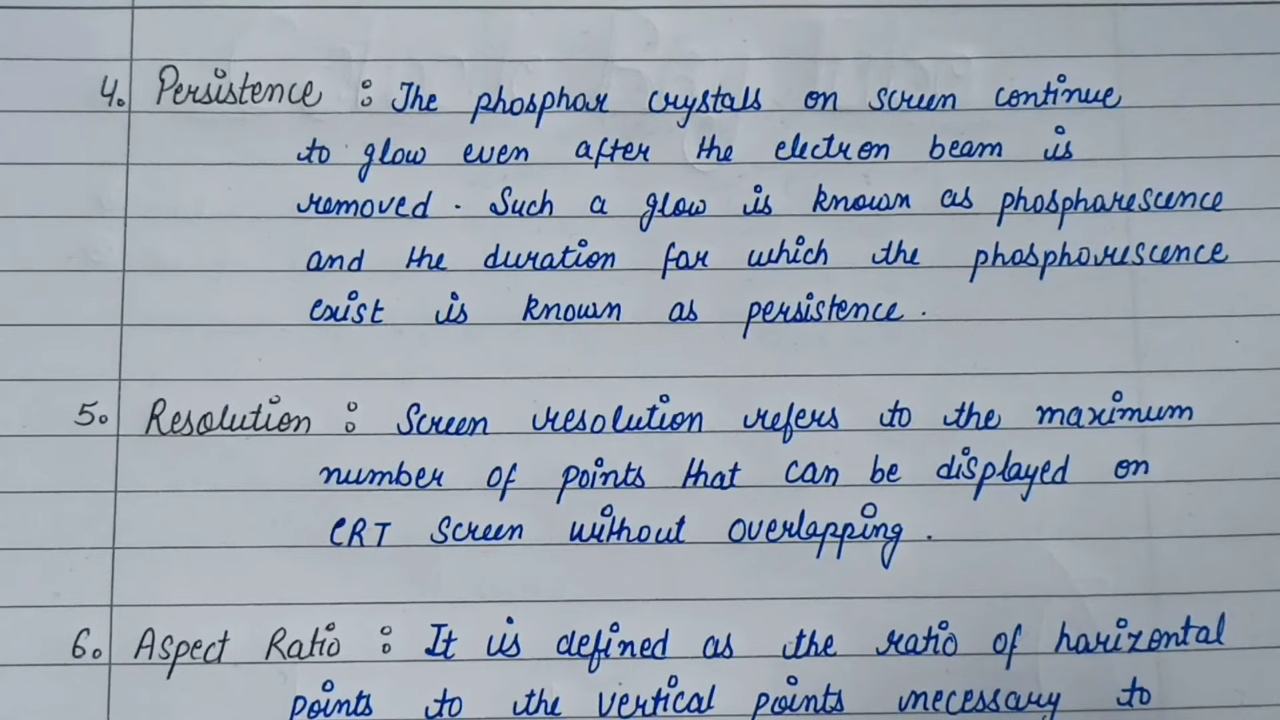 4. Persistence : The phosphor crystals on screen continue
to glow even after the electron beam is
removed. Such a glow is known as phosphorescence
and the duration for which the phosphorescence
exist is known as persistence.
5. Resolution : Screen resolution refers to the maximum
number of points that can be displayed on
CRT Screen without overlapping.
6. Aspect Ratio : It is defined as the ratio of horizontal
points to the vertical points necessary to